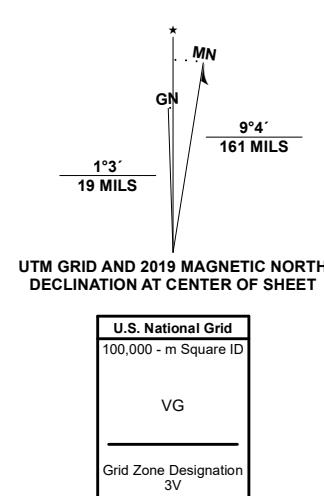 ★
MN
GN
9°4´
161 MILS
1°3´
19 MILS
UTM GRID AND 2019 MAGNETIC NORTH
DECLINATION AT CENTER OF SHEET
U.S. National Grid
100,000 - m Square ID
VG
Grid Zone Designation
3V